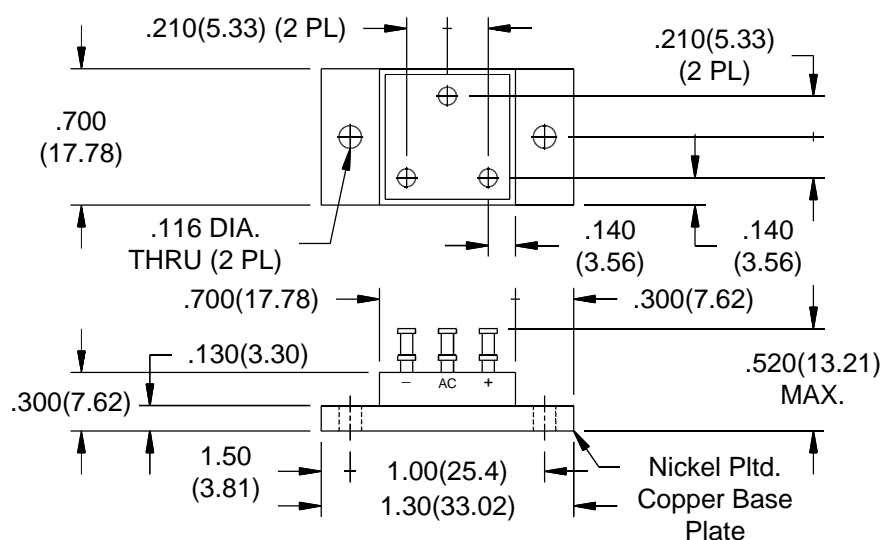 .210(5.33) (2 PL)
.210(5.33)
(2 PL)
.700
(17.78)
.116 DIA.
THRU (2 PL)
.140
(3.56)
.140
(3.56)
.700(17.78)
.300(7.62)
.130(3.30)
.520(13.21)
MAX.
.300(7.62)
− AC +
1.50
(3.81)
1.00(25.4)
1.30(33.02)
Nickel Pltd.
Copper Base
Plate